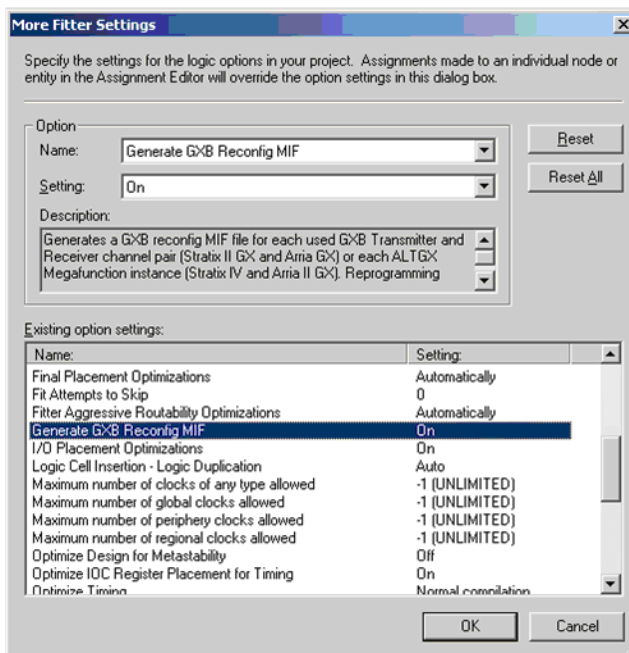 More Fitter Settings
Specify the settings for the logic options in your project. Assignments made to an individual node or
entity in the Assignment Editor will override the option settings in this dialog box.
Option
Name: Generate GXB Reconfig MIF
Reset
Setting: On
Reset All
Description:
Generates a GXB reconfig MIF file for each used GXB Transmitter and
Receiver channel pair (Stratix II GX and Arria GX) or each ALTGX
Megafunction instance (Stratix IV and Arria II GX). Reprogramming
Existing option settings:
Name: Setting:
Final Placement Optimizations Automatically
Fit Attempts to Skip 0
Fitter Aggressive Routability Optimizations Automatically
Generate GXB Reconfig MIF On
I/O Placement Optimizations On
Logic Cell Insertion - Logic Duplication Auto
Maximum number of clocks of any type allowed -1 (UNLIMITED)
Maximum number of global clocks allowed -1 (UNLIMITED)
Maximum number of periphery clocks allowed -1 (UNLIMITED)
Maximum number of regional clocks allowed -1 (UNLIMITED)
Optimize Design for Metastability Off
Optimize IOC Register Placement for Timing On
Optimize Timing Normal compilation
OK Cancel